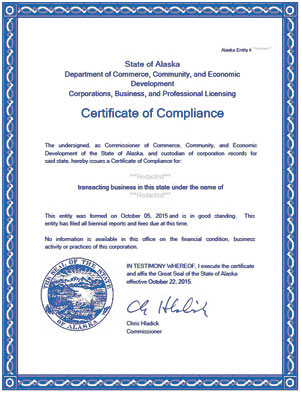 Alaska Entity # ***Redacted***
State of Alaska
Department of Commerce, Community, and Economic
Development
Corporations, Business, and Professional Licensing
Certificate of Compliance
The undersigned, as Commissioner of Commerce, Community, and Economic
Development of the State of Alaska, and custodian of corporation records for
said state, hereby issues a Certificate of Compliance for:
***Redacted***
transacting business in this state under the name of
***Redacted***
This entity was formed on October 05, 2015 and is in good standing. This
entity has filed all biennial reports and fees due at this time.
No information is available in this office on the financial condition, business
activity or practices of this corporation.
IN TESTIMONY WHEREOF, I execute the certificate
and affix the Great Seal of the State of Alaska
effective October 22, 2015.
THE SEAL OF THE STATE
OF ALASKA
Chris Hladick
Chris Hladick
Commissioner